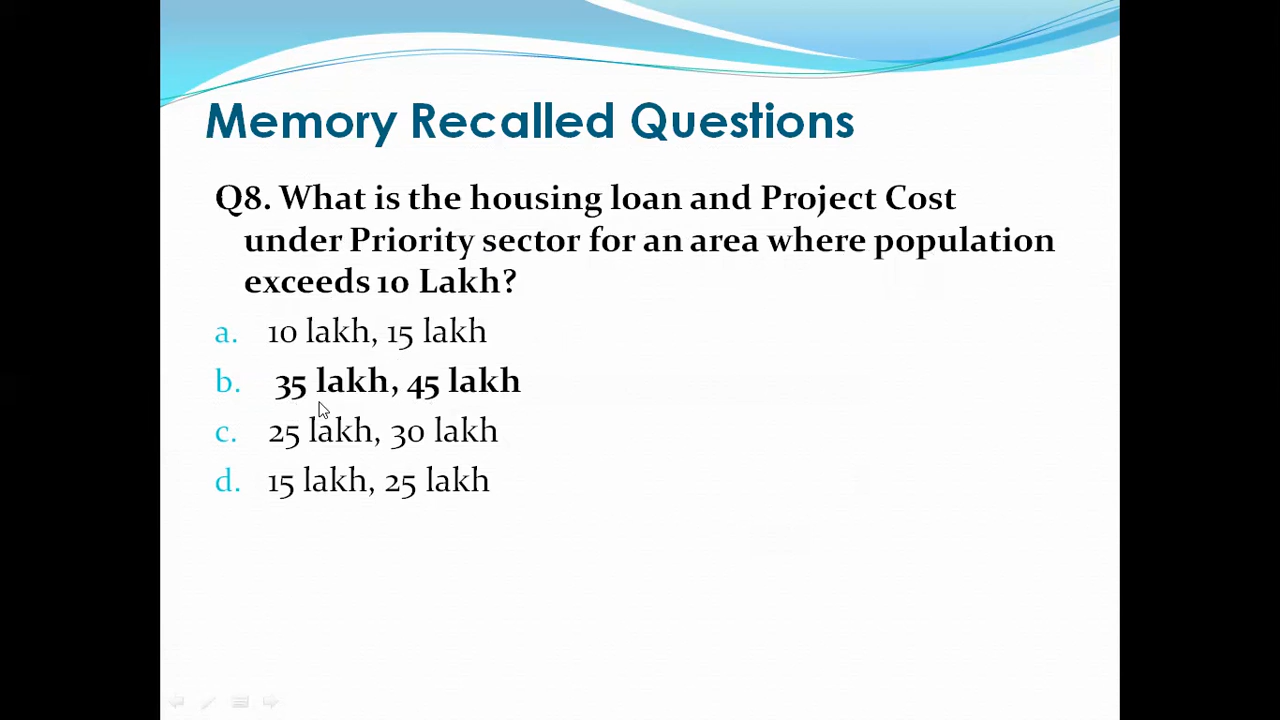 Memory Recalled Questions
Q8. What is the housing loan and Project Cost
under Priority sector for an area where population
exceeds 10 Lakh?
a. 10 lakh, 15 lakh
b. 35 lakh, 45 lakh
c. 25 lakh, 30 lakh
d. 15 lakh, 25 lakh